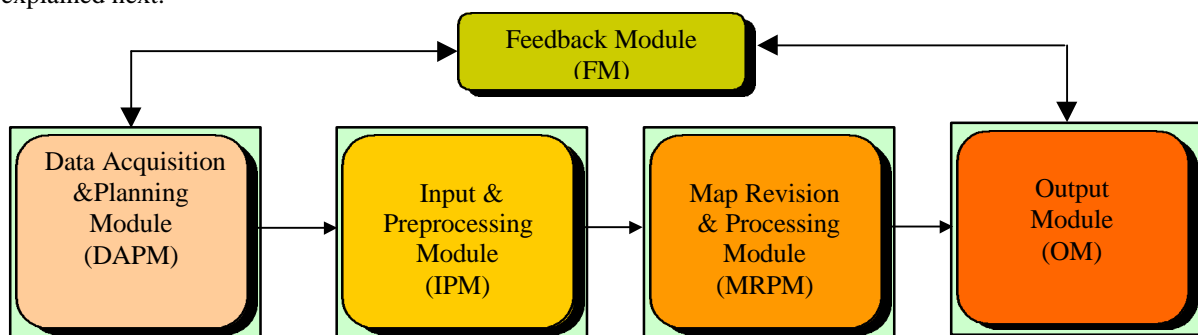 explained next.
Feedback Module
(FM)
Data Acquisition
&Planning
Module
(DAPM)
Input &
Preprocessing
Module
(IPM)
Map Revision
& Processing
Module
(MRPM)
Output
Module
(OM)